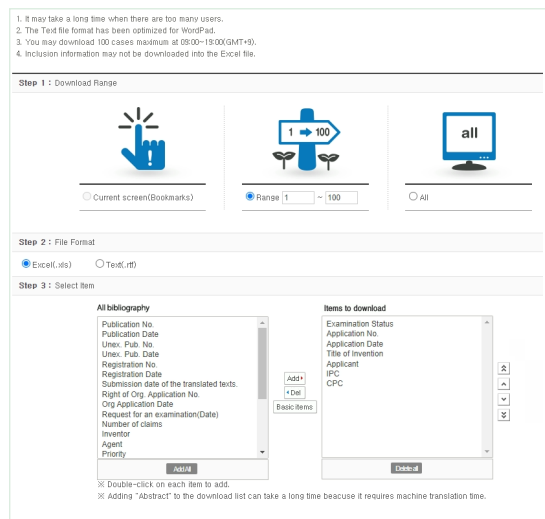 1. It may take a long time when there are too many users.
2. The Text file format has been optimized for WordPad.
3. You may download 100 cases maximum at 09:00~19:00(GMT+9).
4. Inclusion information may not be downloaded into the Excel file.
Step 1 : Download Range
1 ➡ 100
all
Current screen(Bookmarks)
Range 1 ~ 100
All
Step 2 : File Format
Excel(.xls) Text(.rtf)
Step 3 : Select item
All bibliography
Publication No.
Publication Date
Unex. Pub. No.
Unex. Pub. Date
Registration No.
Registration Date
Submission date of the translated texts.
Right of Org. Application No.
Org Application Date
Request for an examination(Date)
Number of claims
Inventor
Agent
Priority
Add All
Add
Del
Basic items
Items to download
Examination Status
Application No.
Application Date
Title of Invention
Applicant
IPC
CPC
Delete all
※ Double-click on each item to add.
※ Adding "Abstract" to the download list can take a long time beacuse it requires machine translation time.